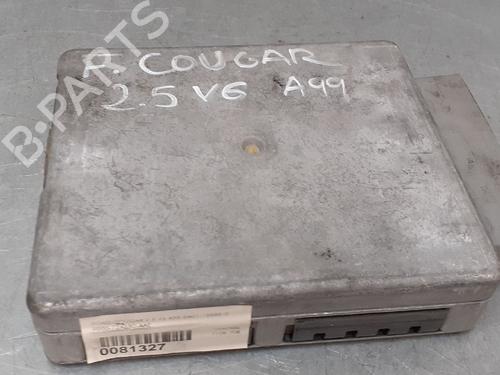 B-PARTS
A. COUGAR
2.5 V6 A99
0081327